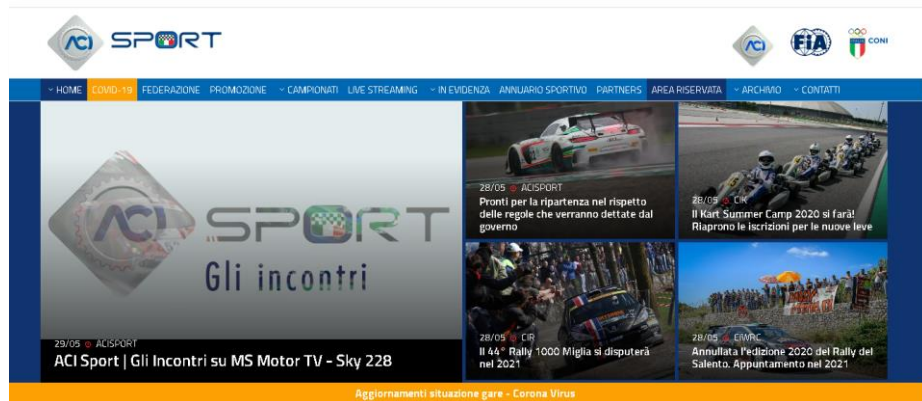 ACI SPORT
ACI
FIA
ITALIA
CONI
HOME COVID-19 FEDERAZIONE PROMOZIONE CAMPIONATI LIVE STREAMING IN EVIDENZA ANNUARIO SPORTIVO PARTNERS AREA RISERVATA ARCHIVIO CONTATTI
ACI SPORT
Gli incontri
29/05 ACISPORT
ACI Sport | Gli Incontri su MS Motor TV - Sky 228
28/05 ACISPORT
Pronti per la ripartenza nel rispetto
delle regole che verranno dettate dal
governo
28/05 CIK
Il Kart Summer Camp 2020 si farà!
Riaprono le iscrizioni per le nuove leve
28/05 CIR
Il 44° Rally 1000 Miglia si disputerà
nel 2021
28/05 CIWRC
Annullata l'edizione 2020 del Rally del
Salento. Appuntamento nel 2021
Aggiornamenti situazione gare - Corona Virus